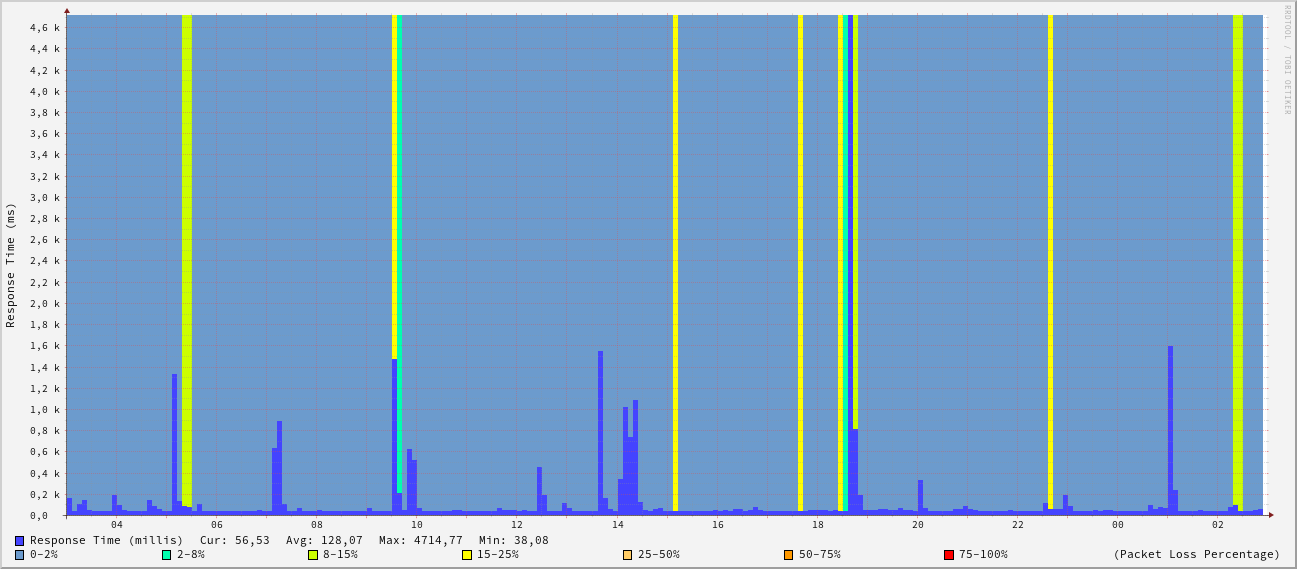 RRDTOOL / TOBI OETIKER
Response Time (ms)
4,6 k
4,4 k
4,2 k
4,0 k
3,8 k
3,6 k
3,4 k
3,2 k
3,0 k
2,8 k
2,6 k
2,4 k
2,2 k
2,0 k
1,8 k
1,6 k
1,4 k
1,2 k
1,0 k
0,8 k
0,6 k
0,4 k
0,2 k
0,0
04 06 08 10 12 14 16 18 20 22 00 02
Response Time (millis) Cur: 56,53 Avg: 128,07 Max: 4714,77 Min: 38,08
0-2% 2-8% 8-15% 15-25% 25-50% 50-75% 75-100% (Packet Loss Percentage)